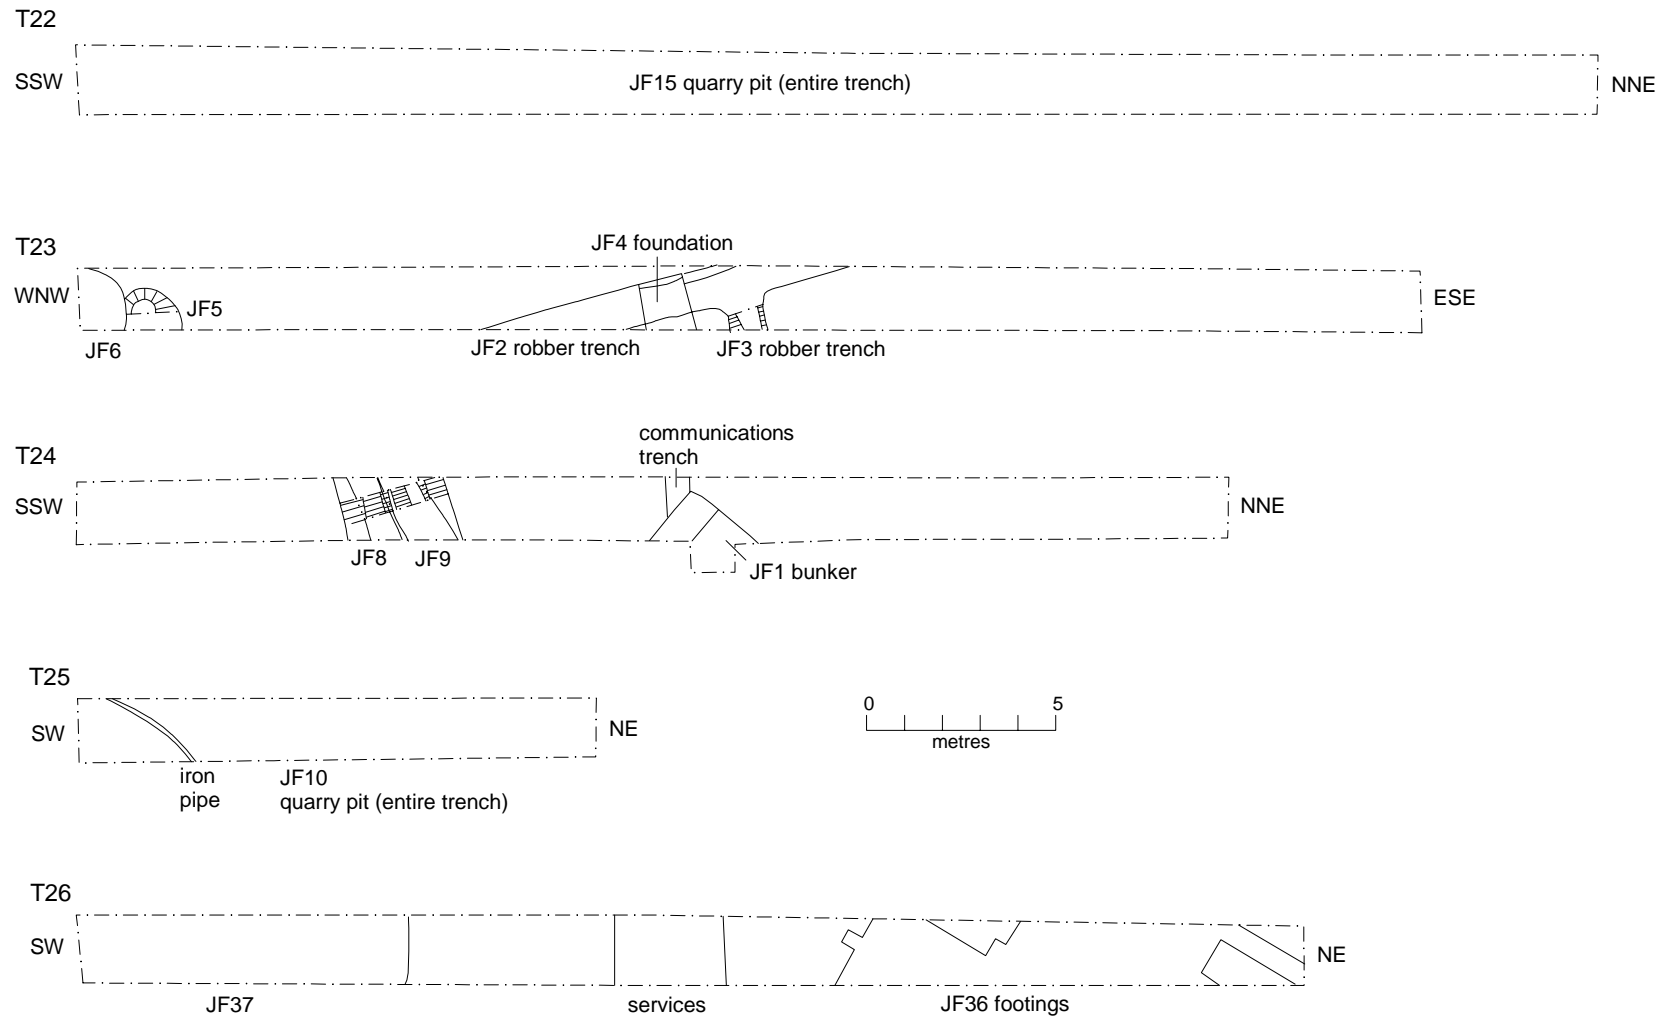 T22
SSW
JF15 quarry pit (entire trench)
NNE
T23
JF4 foundation
WNW
ESE
JF5
JF6
JF2 robber trench
JF3 robber trench
T24
communications
trench
SSW
NNE
JF8
JF9
JF1 bunker
T25
SW
NE
iron
pipe
JF10
quarry pit (entire trench)
0
5
metres
T26
SW
NE
JF37
services
JF36 footings